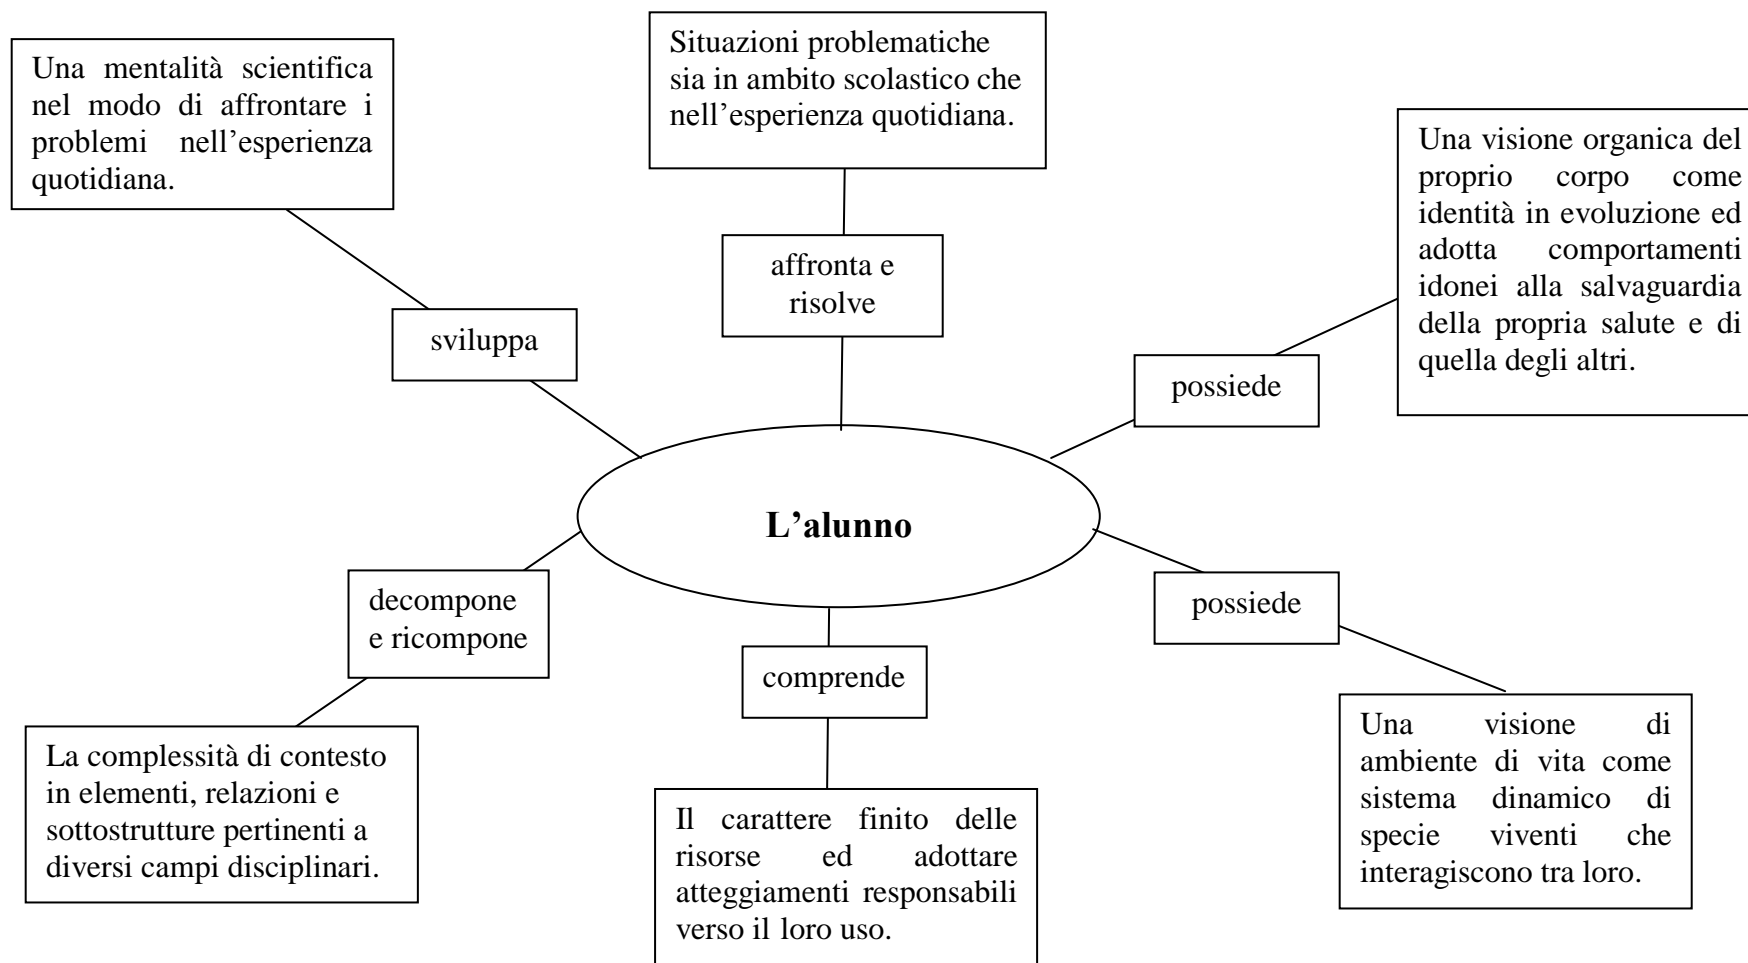 Una mentalità scientifica
nel modo di affrontare i
problemi nell’esperienza
quotidiana.
Situazioni problematiche
sia in ambito scolastico che
nell’esperienza quotidiana.
Una visione organica del
proprio corpo come
identità in evoluzione ed
adotta comportamenti
idonei alla salvaguardia
della propria salute e di
quella degli altri.
affronta e
risolve
sviluppa
possiede
L’alunno
decompone
e ricompone
possiede
comprende
La complessità di contesto
in elementi, relazioni e
sottostrutture pertinenti a
diversi campi disciplinari.
Il carattere finito delle
risorse ed adottare
atteggiamenti responsabili
verso il loro uso.
Una visione di
ambiente di vita come
sistema dinamico di
specie viventi che
interagiscono tra loro.